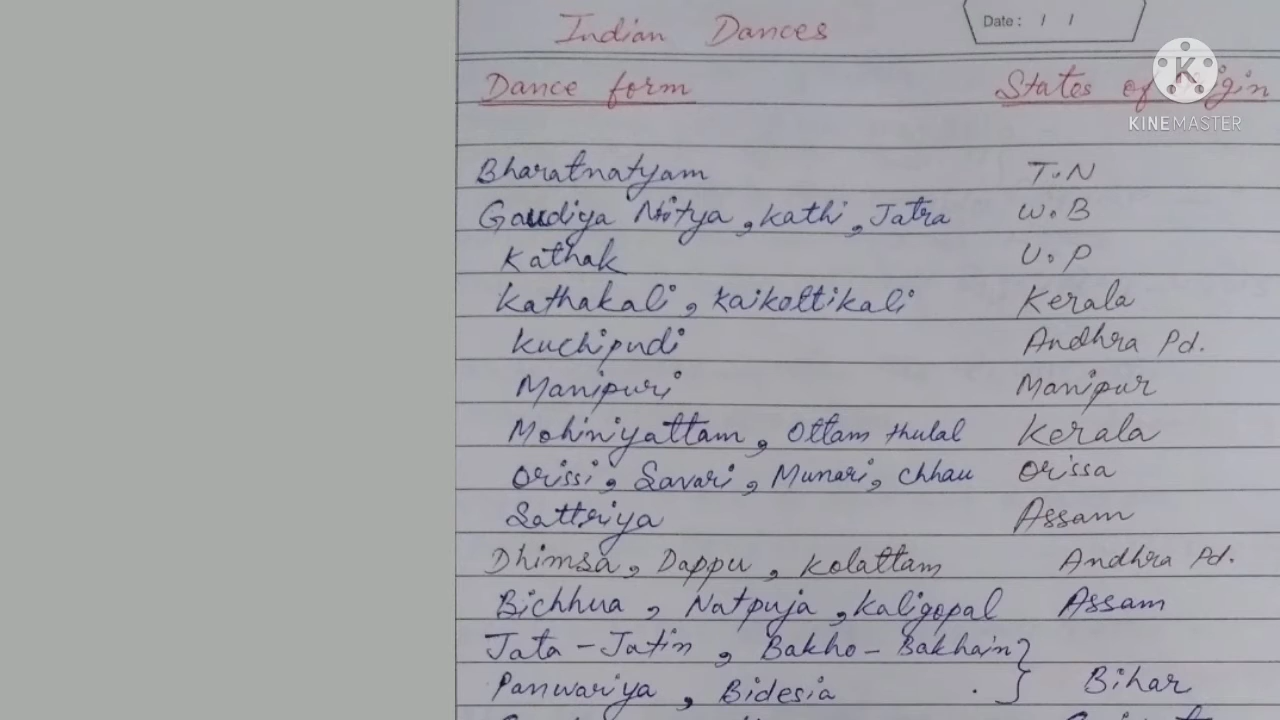 Indian Dances
Date: / /
Dance form States of
KINEMASTER
Bharatnatyam T.N
Gaudiya Nritya, Kathi, Jatra W.B
Kathak U.P
Kathakali, Kaikottikali Kerala
Kuchipudi Andhra Pd.
Manipuri Manipur
Mohiniyattam, Ottam thulal Kerala
Orissi, Savari, Munari, Chhau Orissa
Sattriya Assam
Dhimsa, Dappu, Kolattam Andhra Pd.
Bichhua, Natpuja, Kaligopal Assam
Jata-Jatin, Bakho-Bakhain }
Panwariya, Bidesia } Bihar